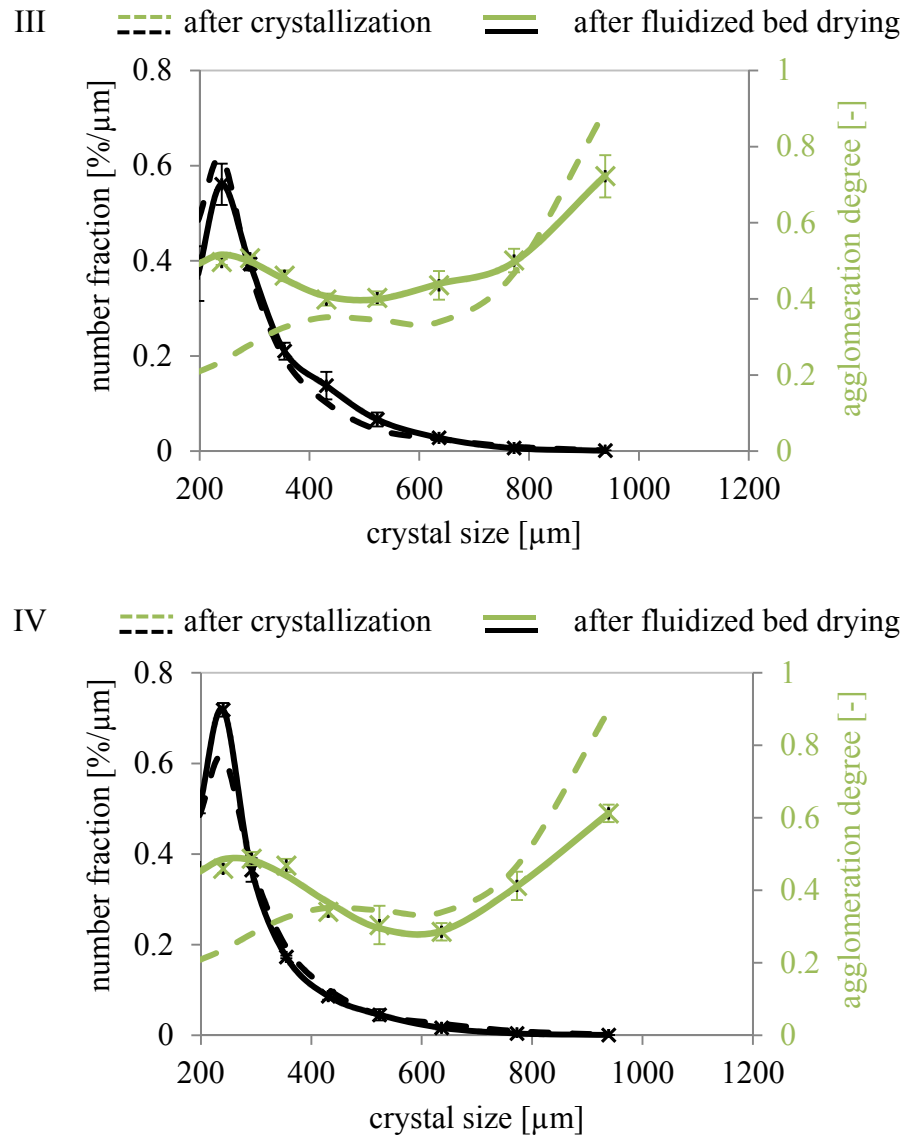 III after crystallization after fluidized bed drying
number fraction [%/µm]
0.8
0.6
0.4
0.2
0
1
0.8
0.6
0.4
0.2
0
agglomeration degree [-]
200 400 600 800 1000 1200
crystal size [µm]
IV after crystallization after fluidized bed drying
number fraction [%/µm]
0.8
0.6
0.4
0.2
0
1
0.8
0.6
0.4
0.2
0
agglomeration degree [-]
200 400 600 800 1000 1200
crystal size [µm]